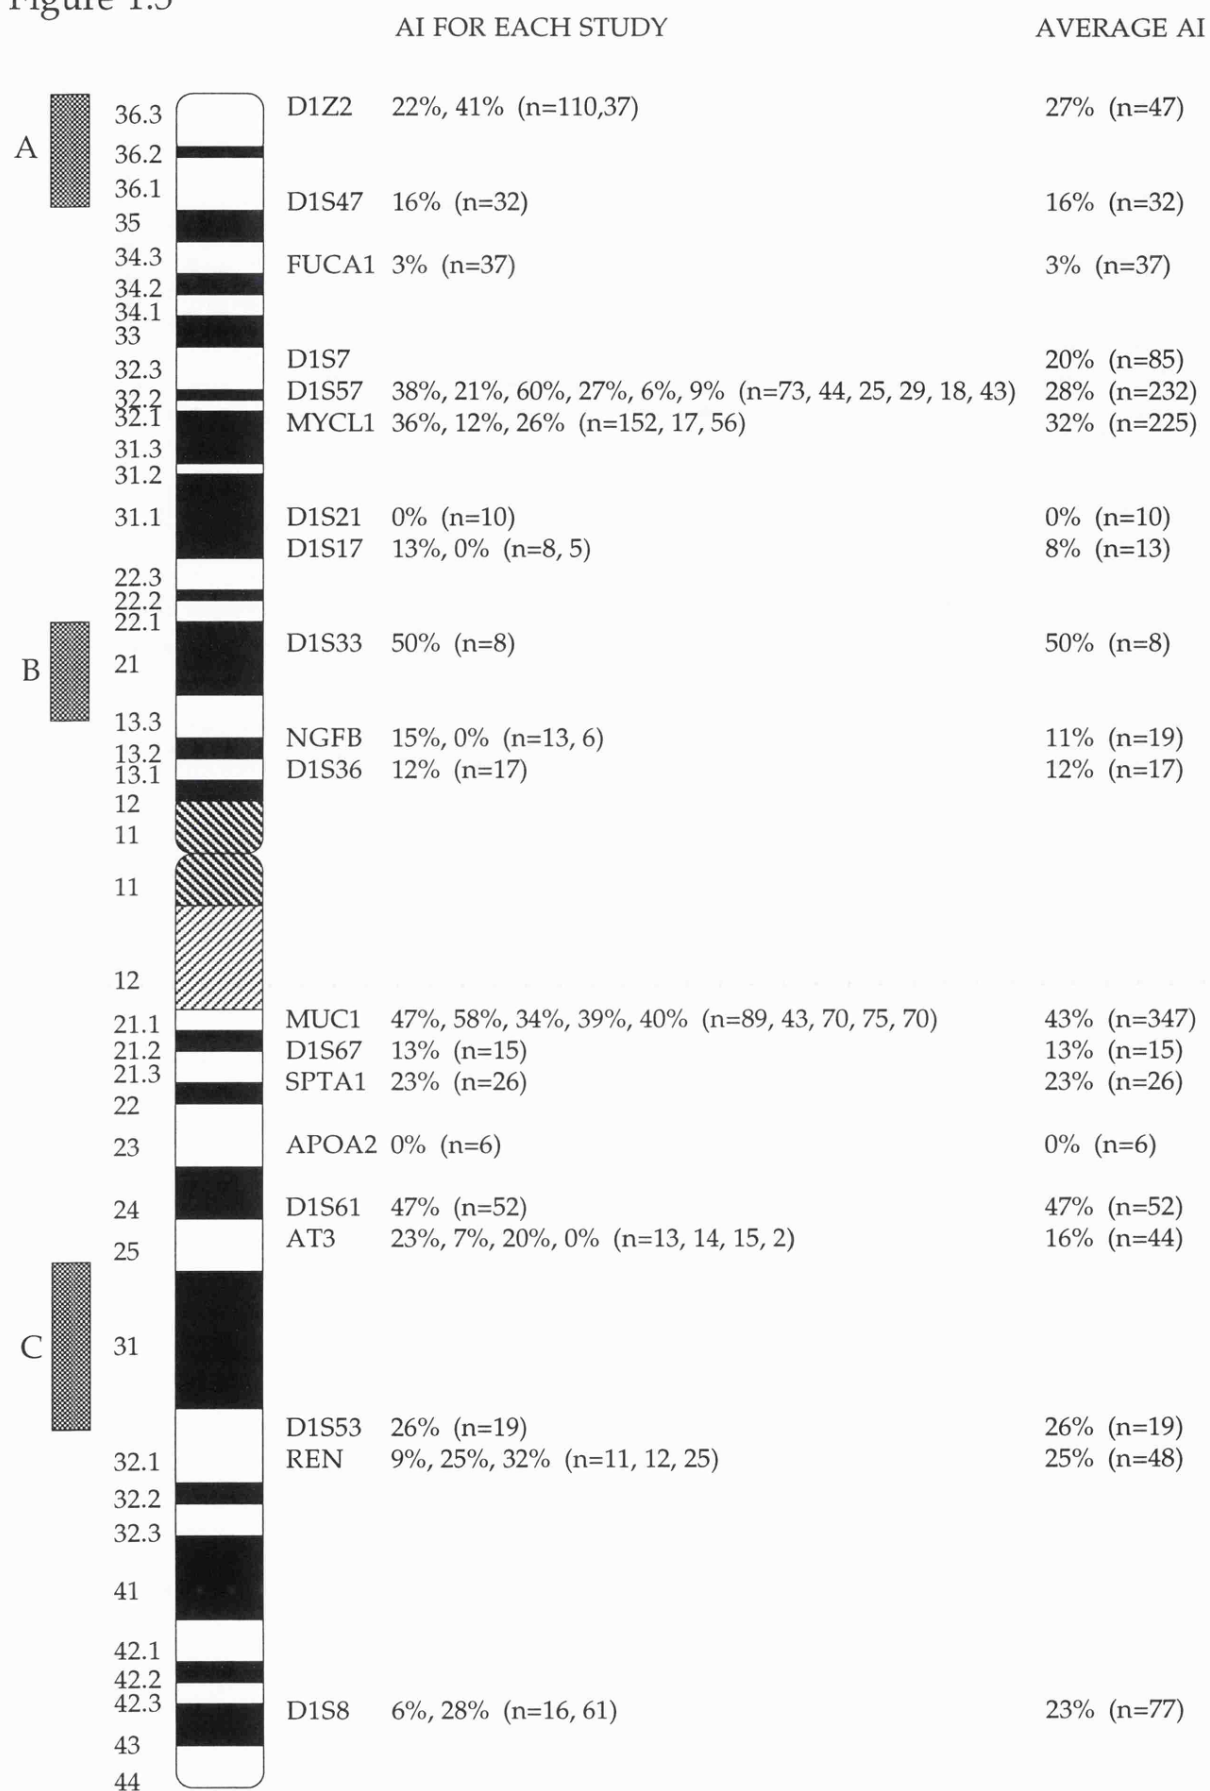 Figure 1.3
AI FOR EACH STUDY AVERAGE AI
36.3 D1Z2 22%, 41% (n=110,37) 27% (n=47)
A 36.2
36.1
D1S47 16% (n=32) 16% (n=32)
35
34.3 FUCA1 3% (n=37) 3% (n=37)
34.2
34.1
33
D1S7 20% (n=85)
32.3
32.2 D1S57 38%, 21%, 60%, 27%, 6%, 9% (n=73, 44, 25, 29, 18, 43) 28% (n=232)
32.1 MYCL1 36%, 12%, 26% (n=152, 17, 56) 32% (n=225)
31.3
31.2
31.1 D1S21 0% (n=10) 0% (n=10)
D1S17 13%, 0% (n=8, 5) 8% (n=13)
22.3
22.2
22.1
D1S33 50% (n=8) 50% (n=8)
B 21
13.3
NGFB 15%, 0% (n=13, 6) 11% (n=19)
13.2
13.1 D1S36 12% (n=17) 12% (n=17)
12
11
11
12
21.1 MUC1 47%, 58%, 34%, 39%, 40% (n=89, 43, 70, 75, 70) 43% (n=347)
21.2 D1S67 13% (n=15) 13% (n=15)
21.3 SPTA1 23% (n=26) 23% (n=26)
22
23 APOA2 0% (n=6) 0% (n=6)
24 D1S61 47% (n=52) 47% (n=52)
25 AT3 23%, 7%, 20%, 0% (n=13, 14, 15, 2) 16% (n=44)
C 31
D1S53 26% (n=19) 26% (n=19)
32.1 REN 9%, 25%, 32% (n=11, 12, 25) 25% (n=48)
32.2
32.3
41
42.1
42.2
42.3 D1S8 6%, 28% (n=16, 61) 23% (n=77)
43
44